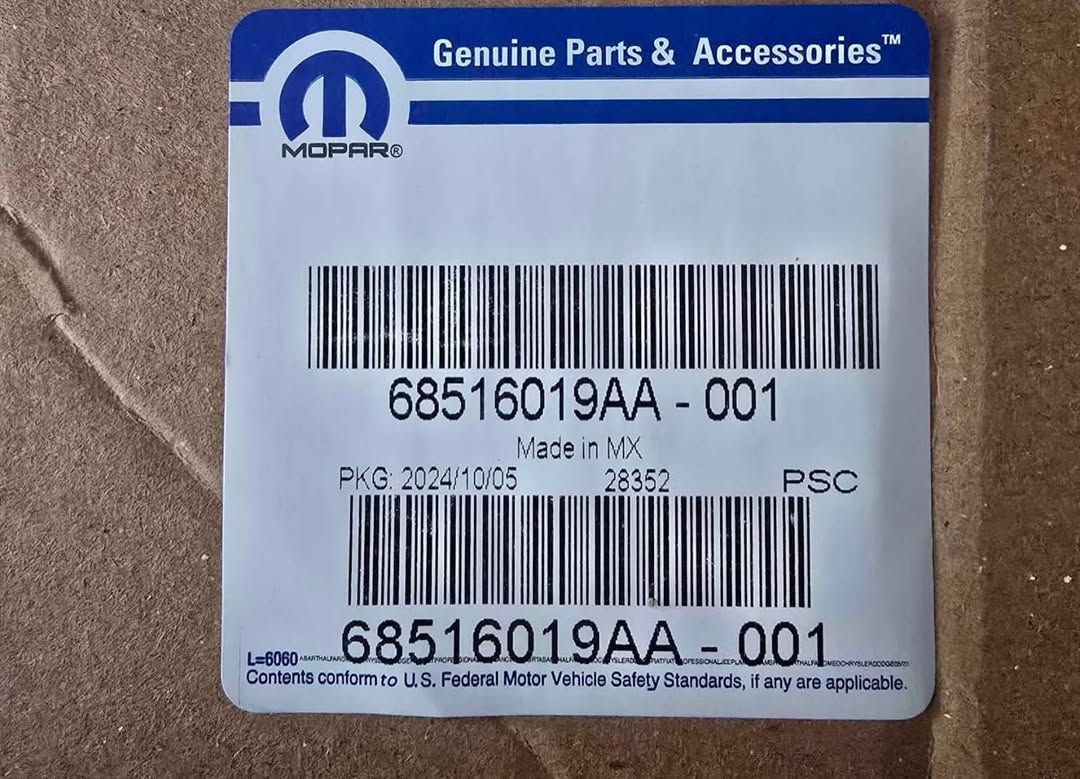 Genuine Parts & Accessories™
MOPAR®
68516019AA - 001
Made in MX
PKG: 2024/10/05 28352 PSC
68516019AA - 001
L=6060
Contents conform to U.S. Federal Motor Vehicle Safety Standards, if any are applicable.